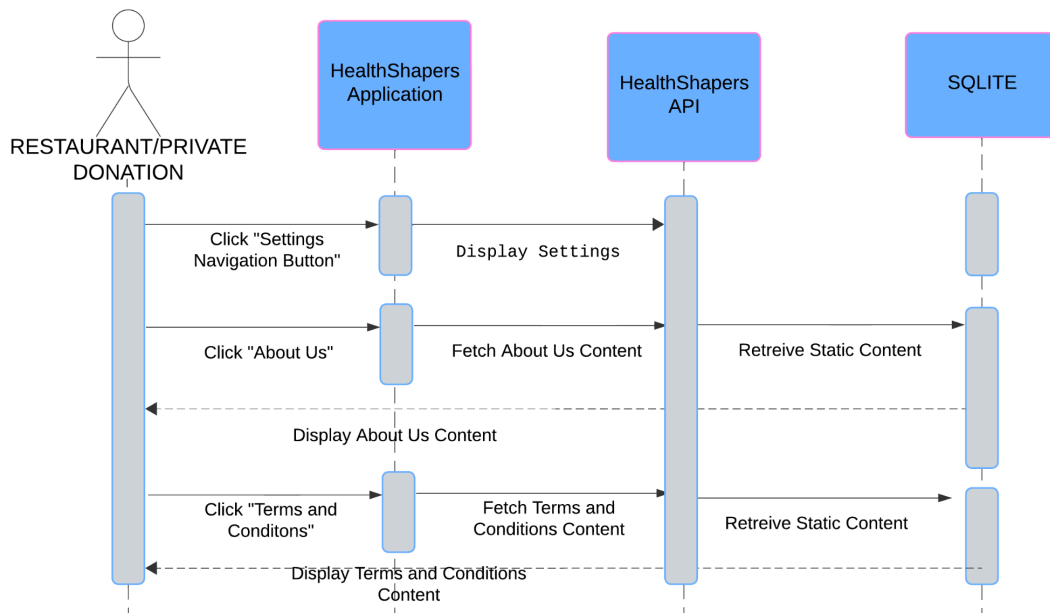 RESTAURANT/PRIVATE
DONATION
HealthShapers
Application
HealthShapers
API
SQLITE
Click "Settings
Navigation Button"
Display Settings
Click "About Us"
Fetch About Us Content
Retreive Static Content
Display About Us Content
Click "Terms and
Conditons"
Fetch Terms and
Conditions Content
Retreive Static Content
Display Terms and Conditions
Content